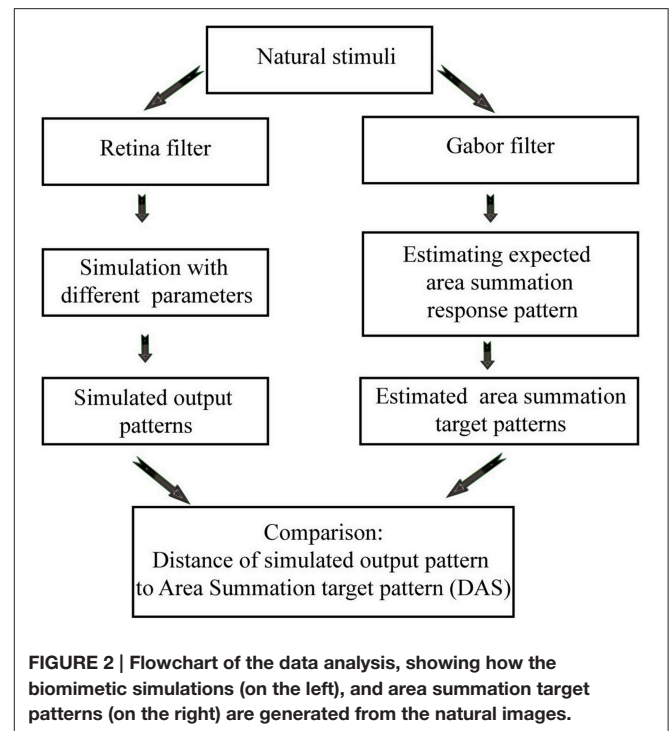 Natural stimuli
Retina filter
Gabor filter
Simulation with
different parameters
Estimating expected
area summation
response pattern
Simulated output
patterns
Estimated area summation
target patterns
Comparison:
Distance of simulated output pattern
to Area Summation target pattern (DAS)
FIGURE 2 | Flowchart of the data analysis, showing how the
biomimetic simulations (on the left), and area summation target
patterns (on the right) are generated from the natural images.